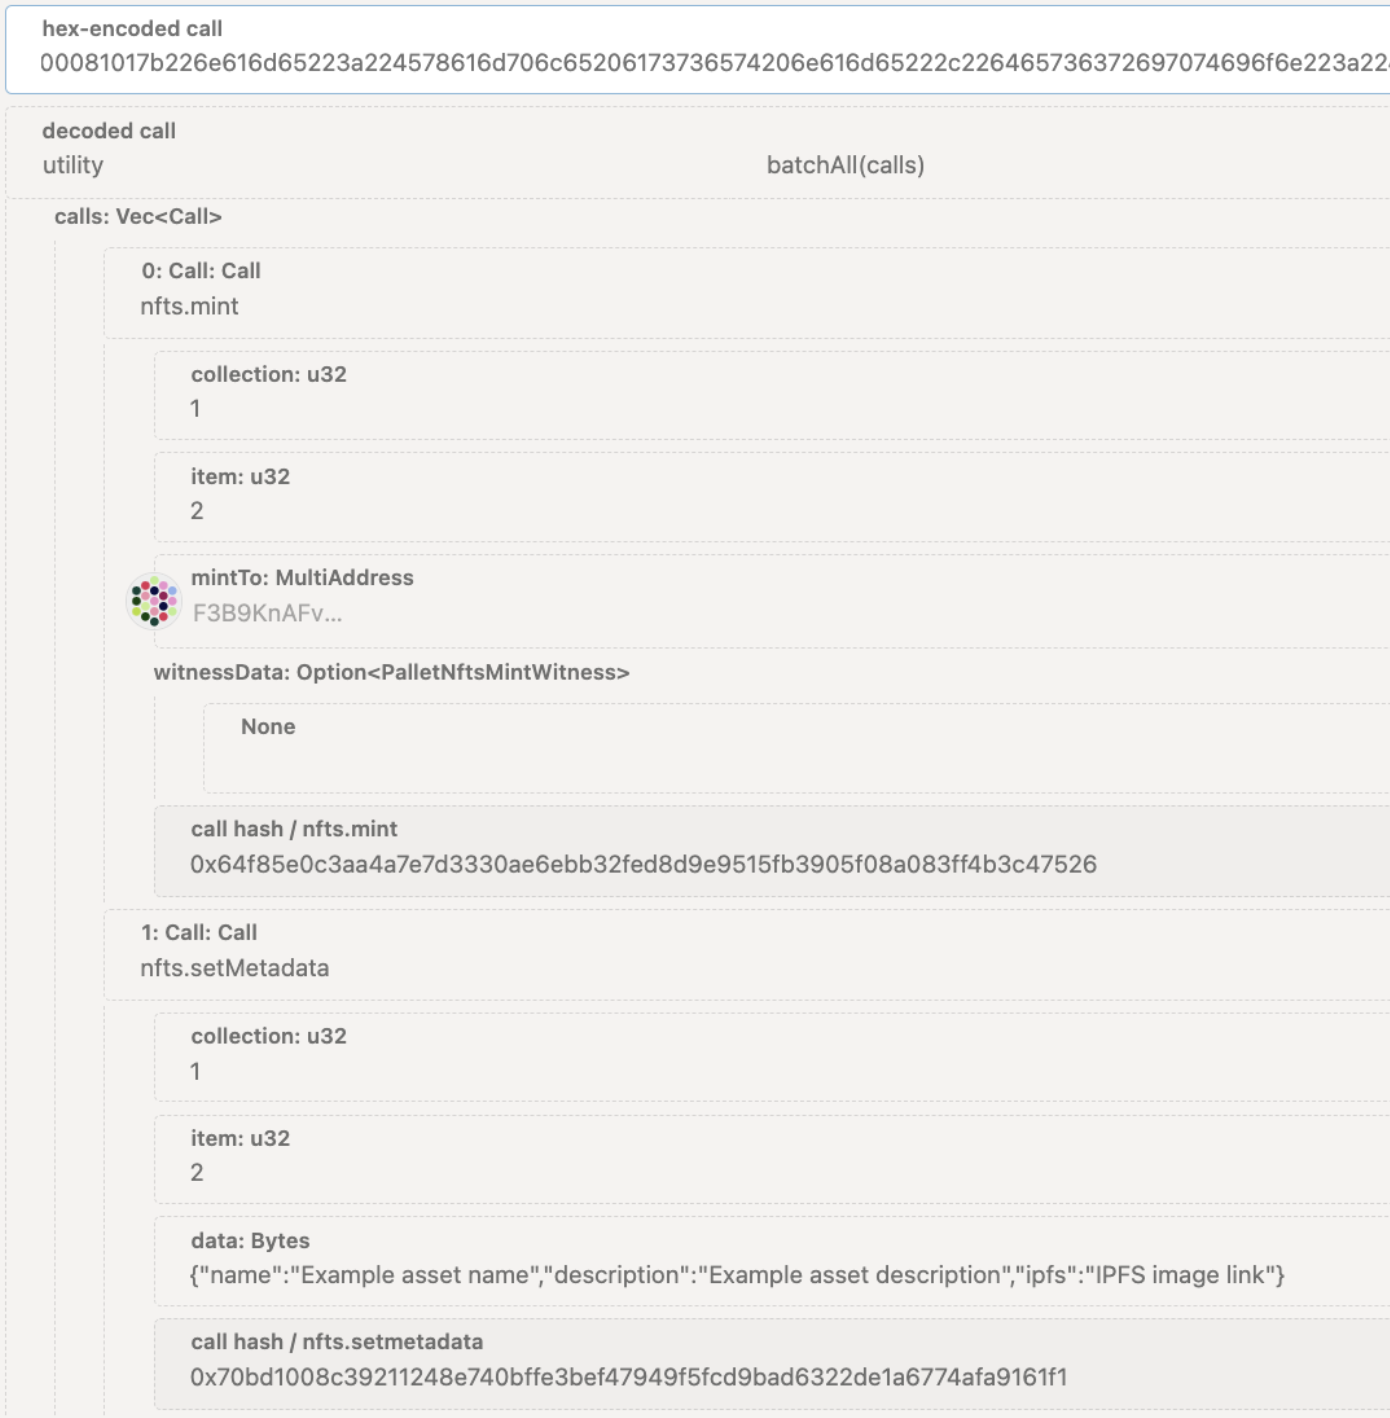 hex-encoded call
00081017b226e616d65223a224578616d706c65206173736574206e616d65222c226465736372697074696f6e223a22
decoded call
utility batchAll(calls)
calls: Vec<Call>
0: Call: Call
nfts.mint
collection: u32
1
item: u32
2
mintTo: MultiAddress
F3B9KnAFv...
witnessData: Option<PalletNftsMintWitness>
None
call hash / nfts.mint
0x64f85e0c3aa4a7e7d3330ae6ebb32fed8d9e9515fb3905f08a083ff4b3c47526
1: Call: Call
nfts.setMetadata
collection: u32
1
item: u32
2
data: Bytes
{"name":"Example asset name","description":"Example asset description","ipfs":"IPFS image link"}
call hash / nfts.setmetadata
0x70bd1008c39211248e740bffe3bef47949f5fcd9bad6322de1a6774afa9161f1